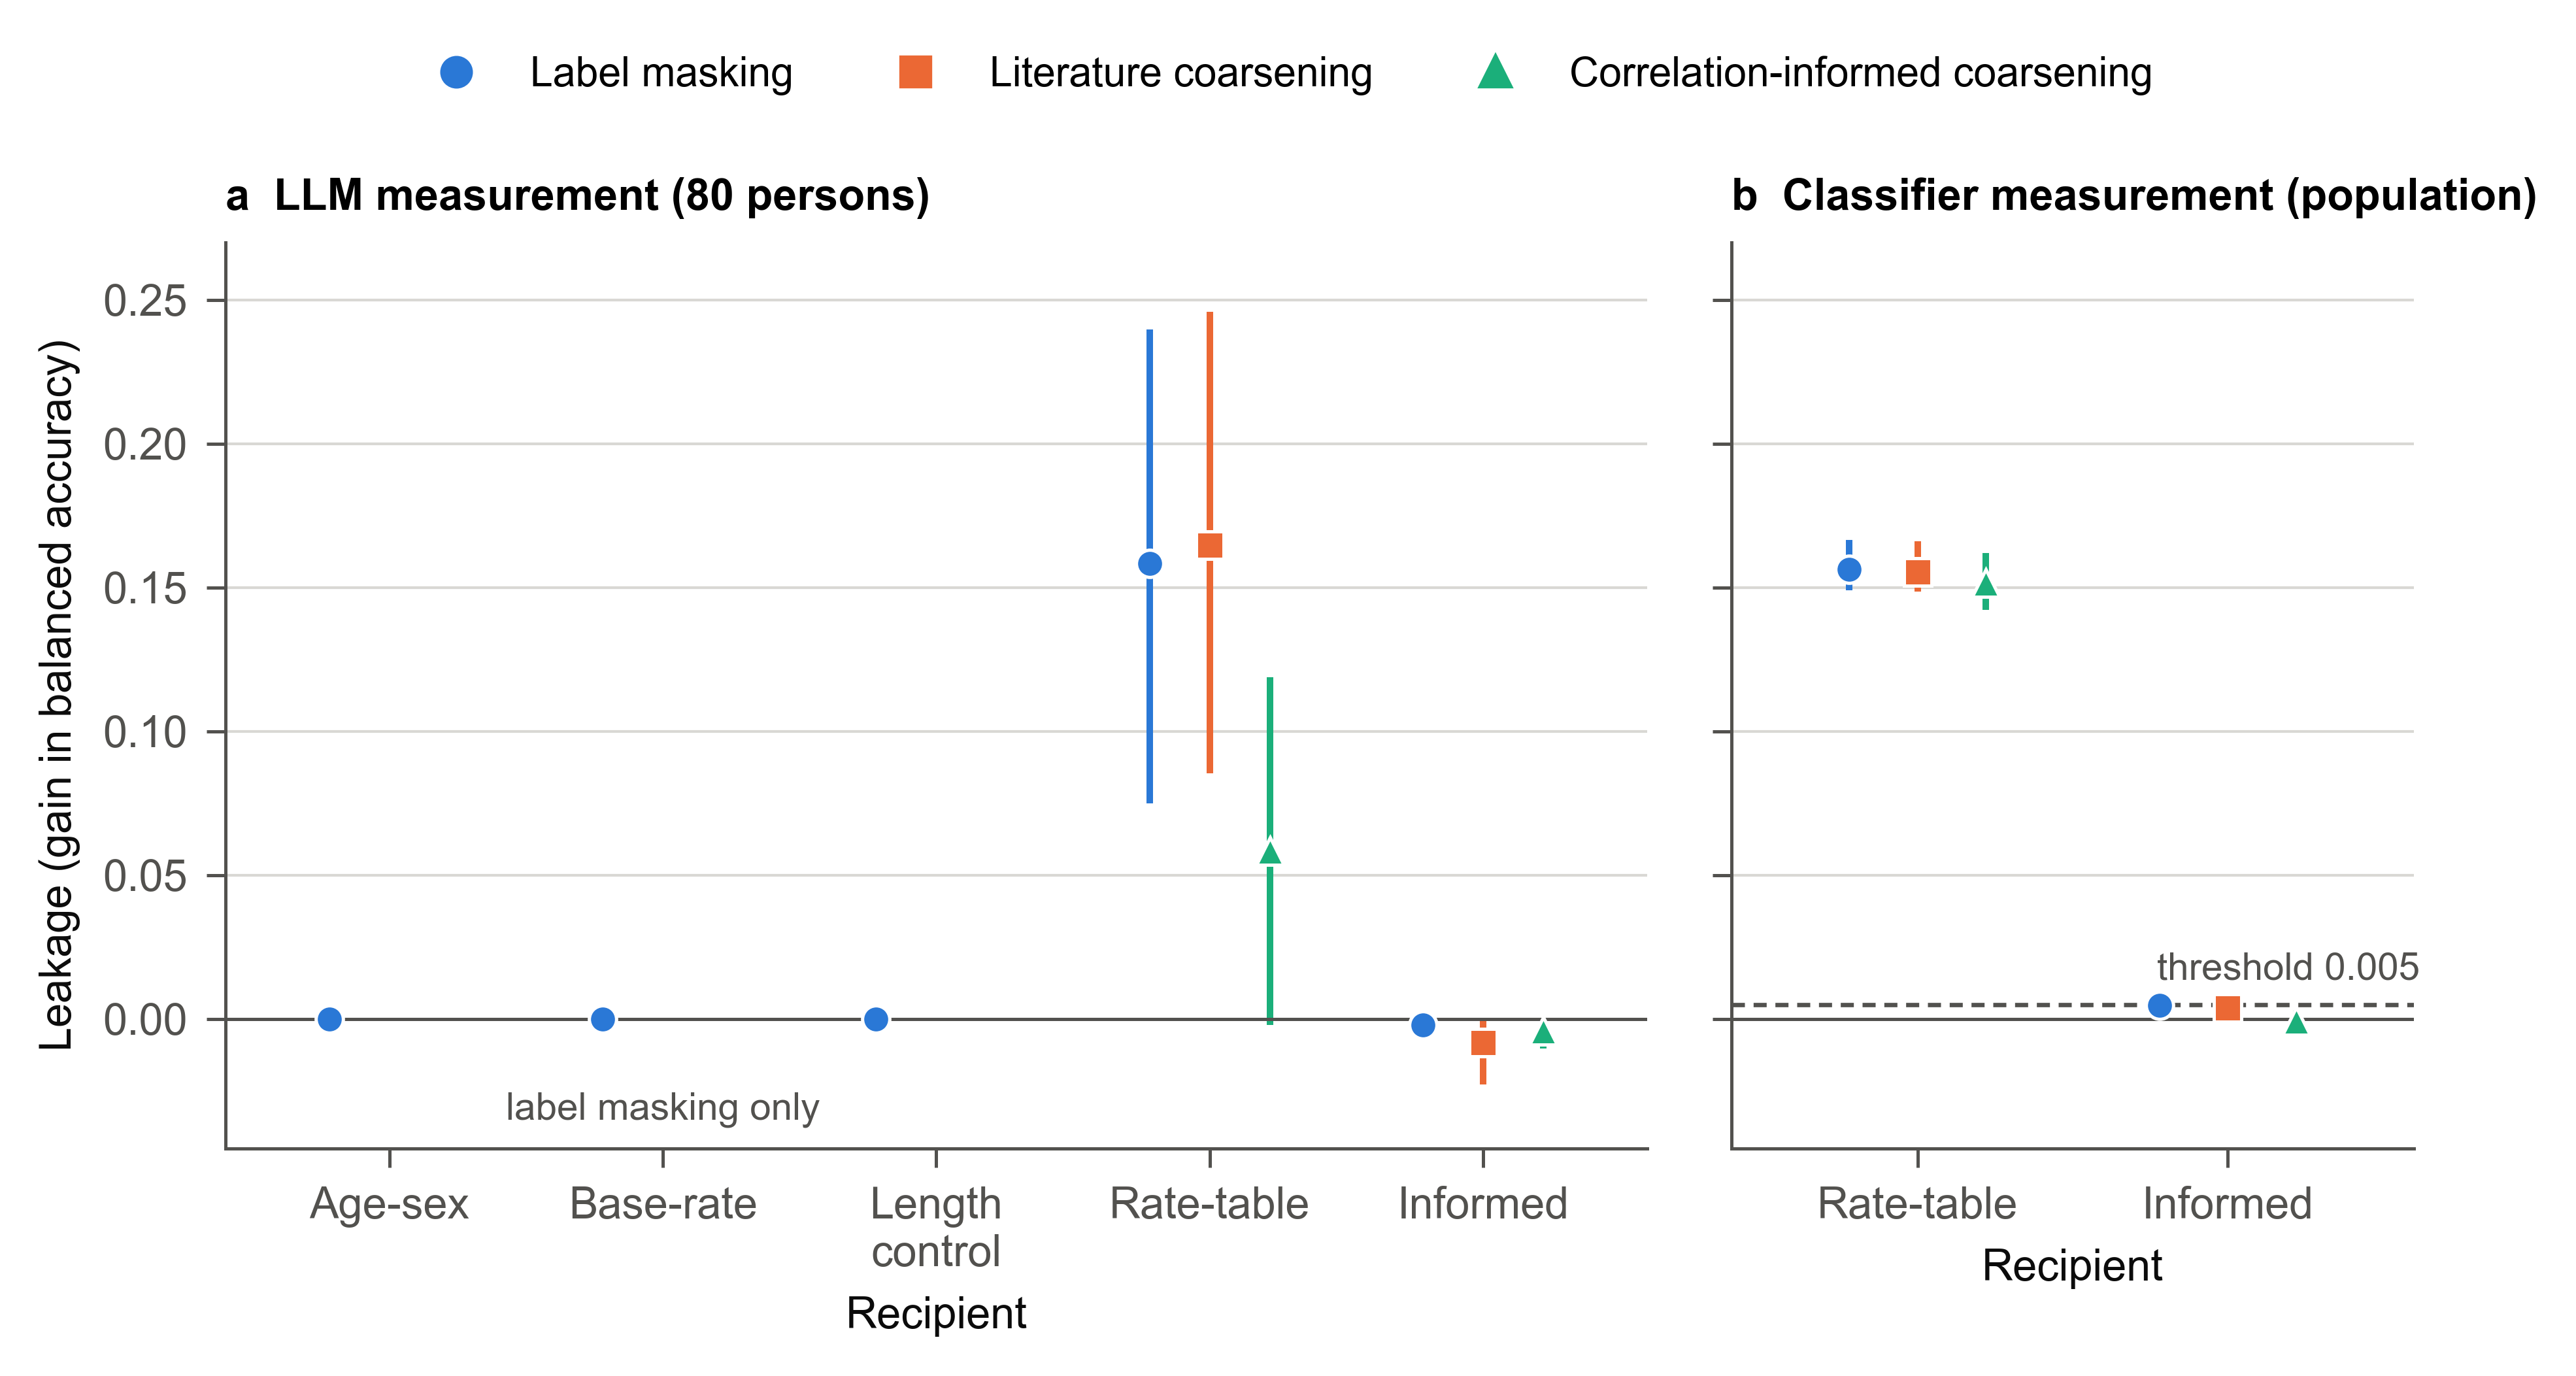 Label masking Literature coarsening Correlation-informed coarsening
a LLM measurement (80 persons)
b Classifier measurement (population)
Leakage (gain in balanced accuracy)
0.25
0.20
0.15
0.10
0.05
0.00
label masking only
threshold 0.005
Age-sex Base-rate Length control Rate-table Informed
Recipient
Rate-table Informed
Recipient